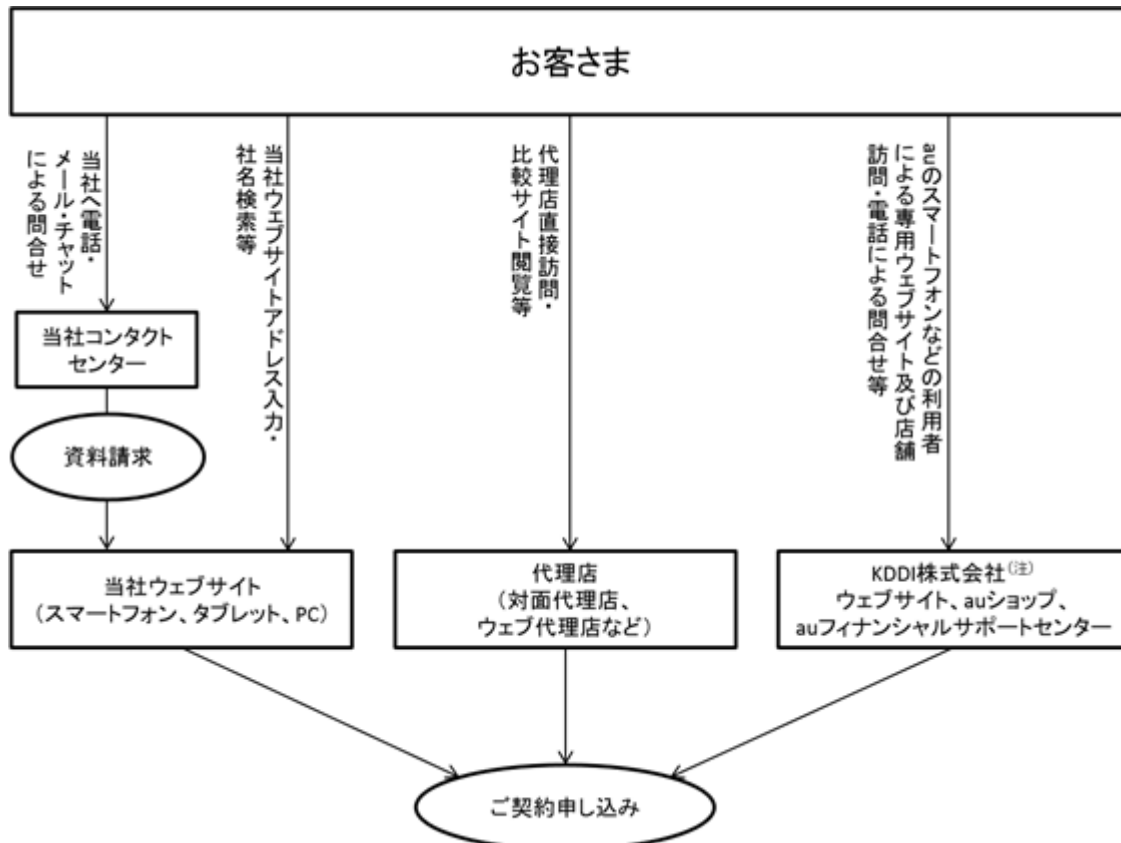 お客さま
当社へ電話・
メール・チャット
による問合せ
当社ウェブサイトアドレス入力・
社名検索等
代理店直接訪問・
比較サイト閲覧等
auのスマートフォンなどの利用者
による専用ウェブサイト及び店舗
訪問・電話による問合せ等
当社コンタクト
センター
資料請求
当社ウェブサイト
（スマートフォン、タブレット、PC）
代理店
（対面代理店、
ウェブ代理店など）
KDDI株式会社（注）
ウェブサイト、auショップ、
auフィナンシャルサポートセンター
ご契約申し込み